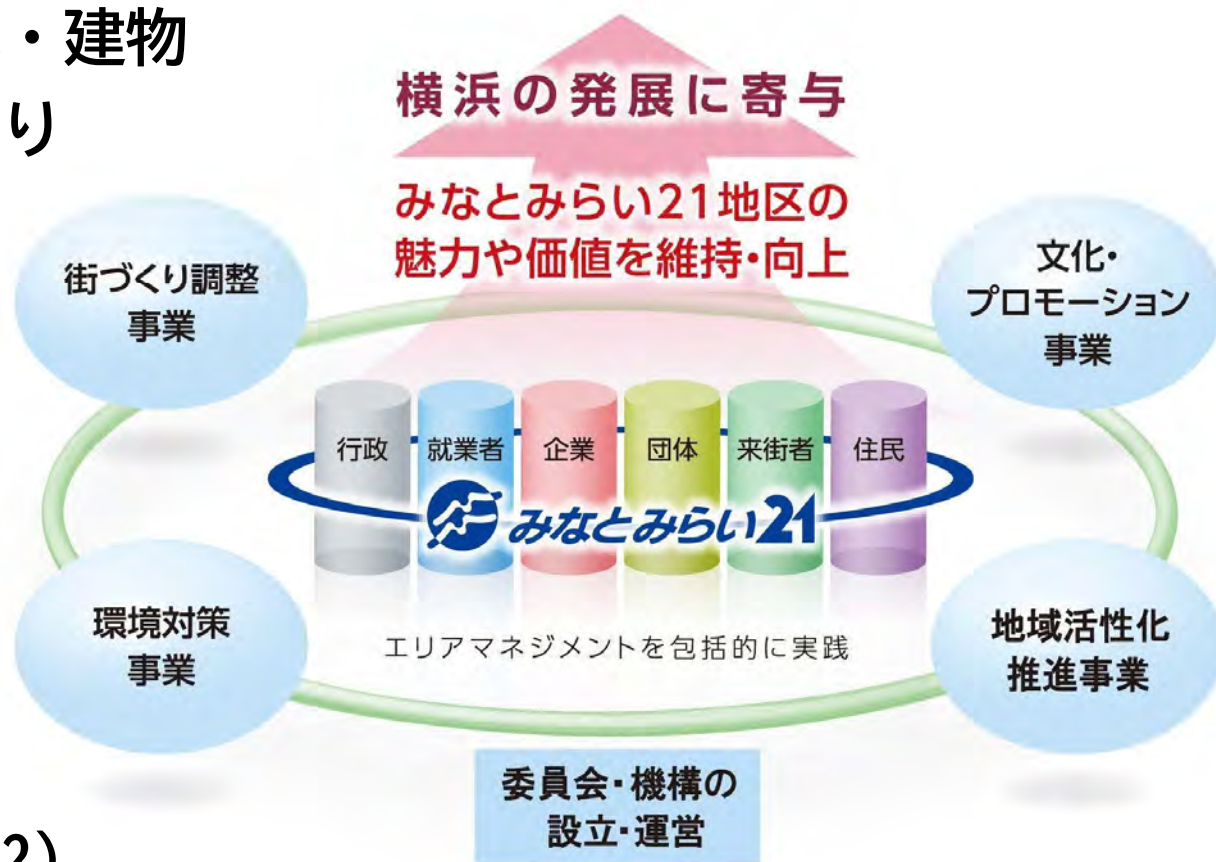 ・建物
り
横浜の発展に寄与
みなとみらい21地区の
魅力や価値を維持・向上
街づくり調整
事業
文化・
プロモーション
事業
行政
就業者
企業
団体
来街者
住民
みなとみらい21
エリアマネジメントを包括的に実践
環境対策
事業
地域活性化
推進事業
委員会・機構の
設立・運営
2)